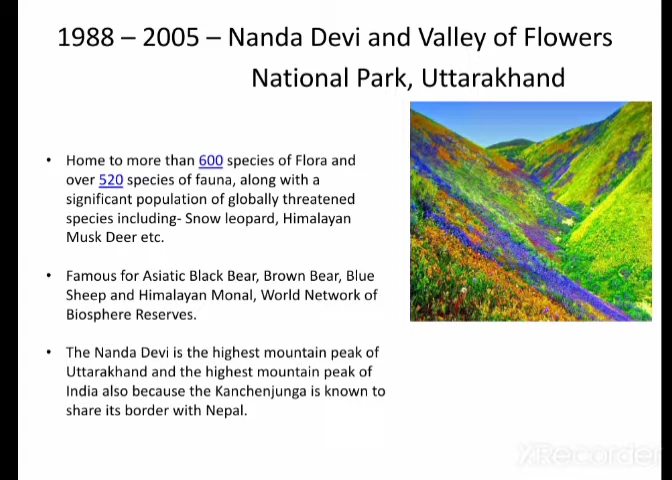 1988 – 2005 – Nanda Devi and Valley of Flowers
National Park, Uttarakhand
• Home to more than 600 species of Flora and
over 520 species of fauna, along with a
significant population of globally threatened
species including- Snow leopard, Himalayan
Musk Deer etc.
• Famous for Asiatic Black Bear, Brown Bear, Blue
Sheep and Himalayan Monal, World Network of
Biosphere Reserves.
• The Nanda Devi is the highest mountain peak of
Uttarakhand and the highest mountain peak of
India also because the Kanchenjunga is known to
share its border with Nepal.
XRecorder